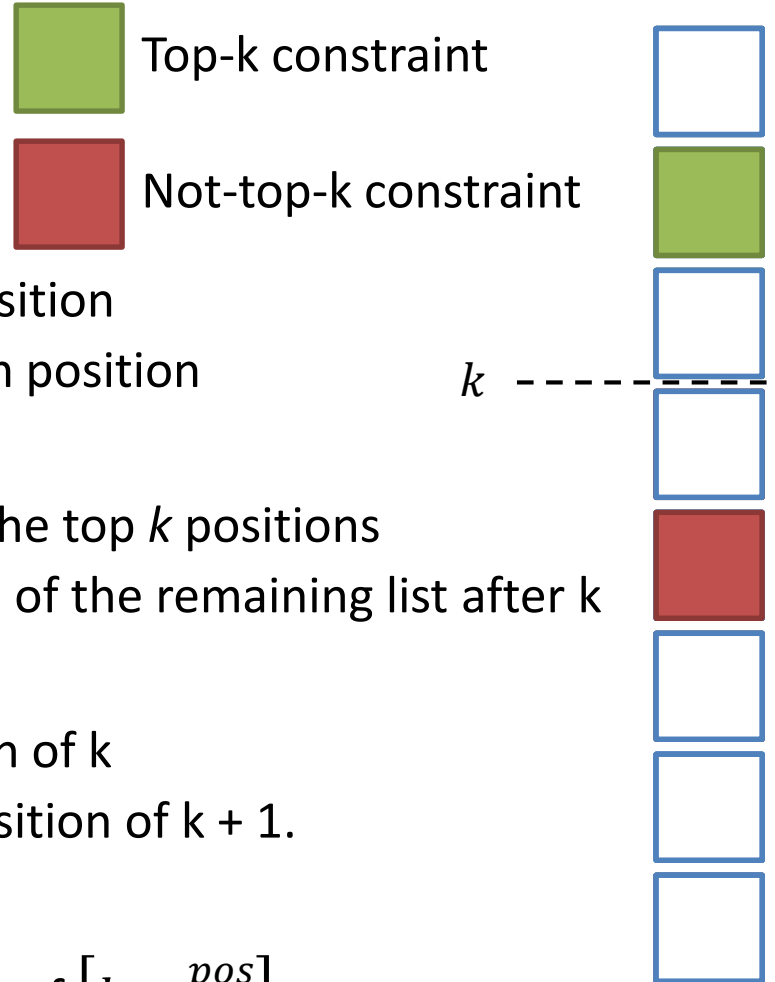 Top-k constraint
Not-top-k constraint
sition
n position
k
he top k positions
of the remaining list after k
n of k
sition of k + 1.
pos